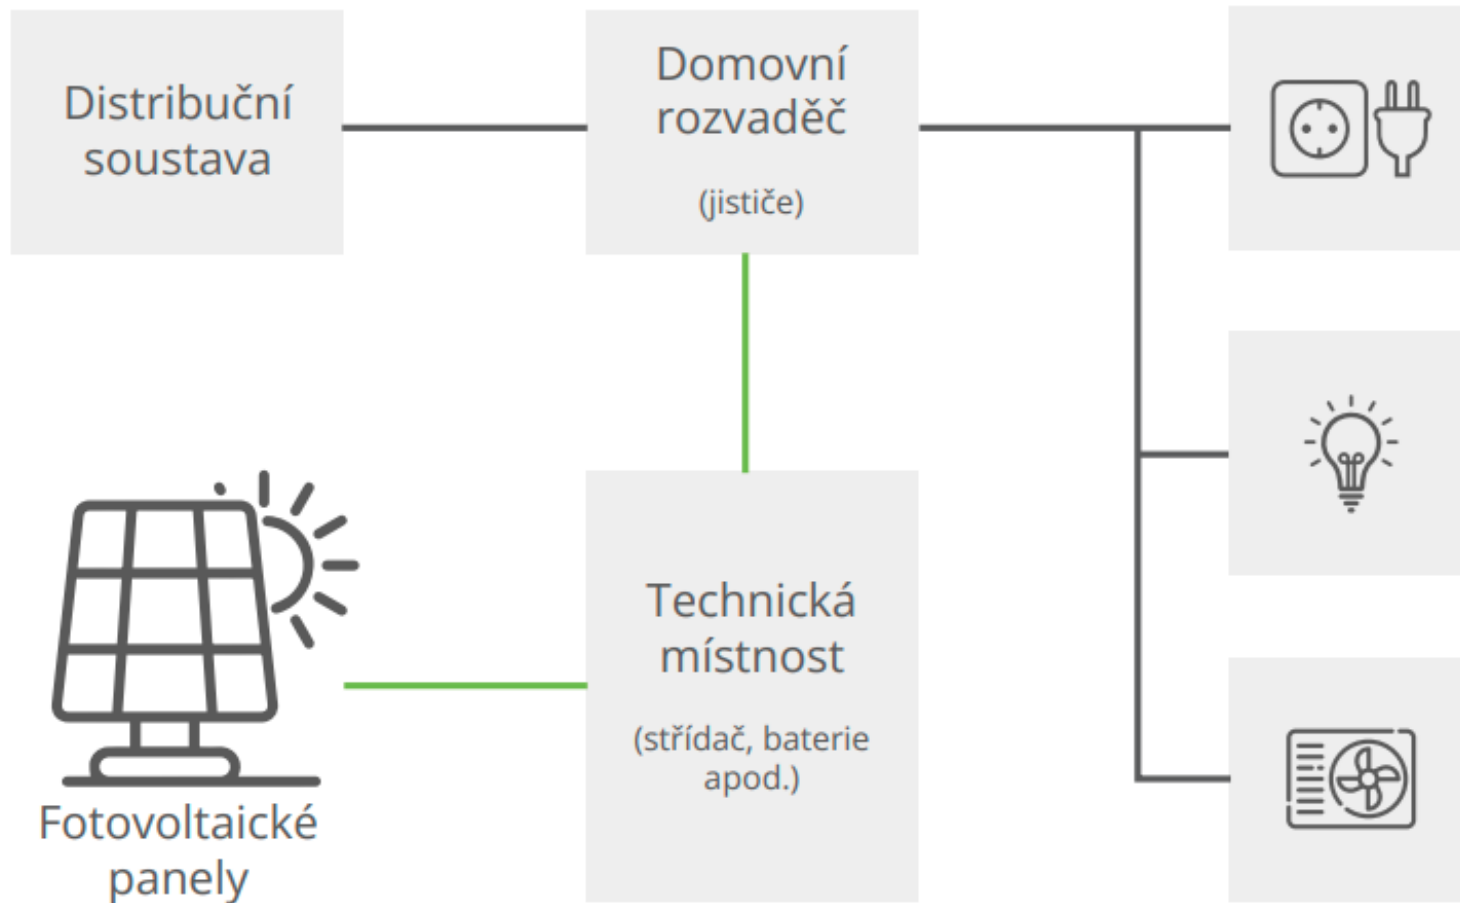 Distribuční
soustava
Domovní
rozvaděč
(jističe)
Fotovoltaické
panely
Technická
místnost
(střídač, baterie
apod.)